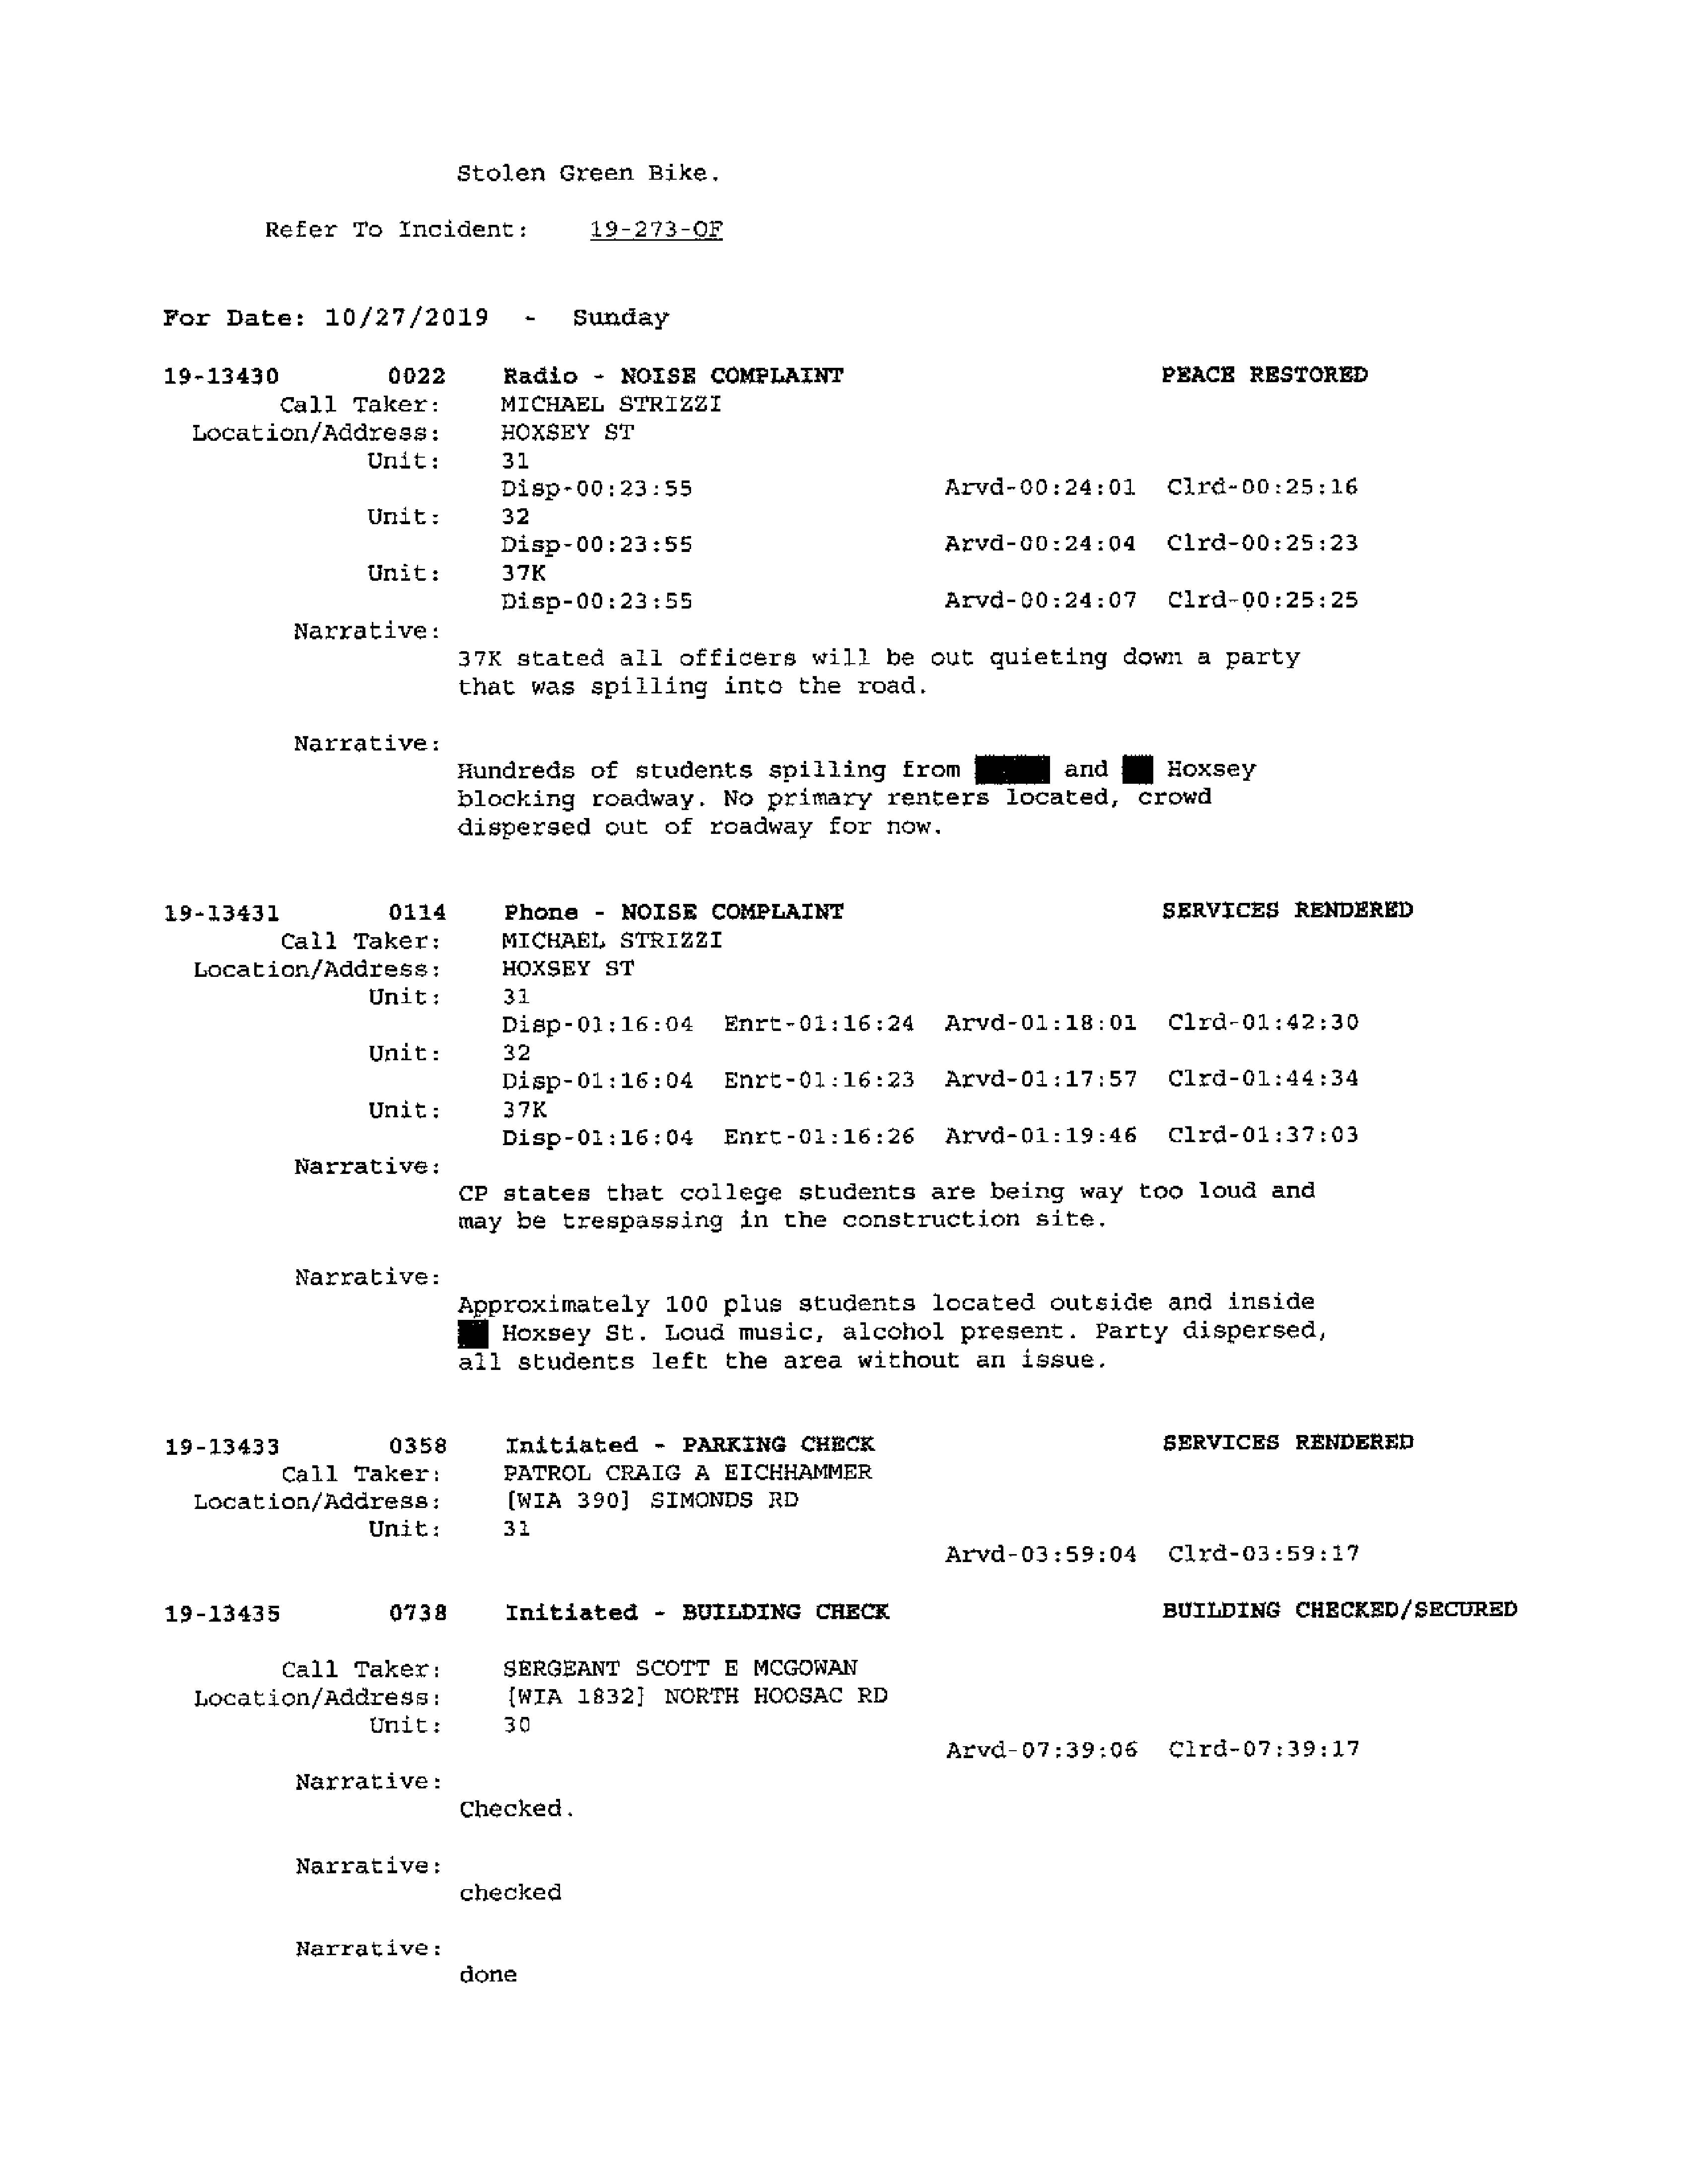 Stolen Green Bike.
Refer To Incident: 19-273-OF
For Date: 10/27/2019 - Sunday
19-13430 0022 Radio - NOISE COMPLAINT PEACE RESTORED
Call Taker: MICHAEL STRIZZI
Location/Address: HOXSEY ST
Unit: 31
Disp-00:23:55 Arvd-00:24:01 Clrd-00:25:16
Unit: 32
Disp-00:23:55 Arvd-00:24:04 Clrd-00:25:23
Unit: 37K
Disp-00:23:55 Arvd-00:24:07 Clrd-00:25:25
Narrative:
37K stated all officers will be out quieting down a party
that was spilling into the road.
Narrative:
Hundreds of students spilling from and Hoxsey
blocking roadway. No primary renters located, crowd
dispersed out of roadway for now.
19-13431 0114 Phone - NOISE COMPLAINT SERVICES RENDERED
Call Taker: MICHAEL STRIZZI
Location/Address: HOXSEY ST
Unit: 31
Disp-01:16:04 Enrt-01:16:24 Arvd-01:18:01 Clrd-01:42:30
Unit: 32
Disp-01:16:04 Enrt-01:16:23 Arvd-01:17:57 Clrd-01:44:34
Unit: 37K
Disp-01:16:04 Enrt-01:16:26 Arvd-01:19:46 Clrd-01:37:03
Narrative:
CP states that college students are being way too loud and
may be trespassing in the construction site.
Narrative:
Approximately 100 plus students located outside and inside
Hoxsey St. Loud music, alcohol present. Party dispersed,
all students left the area without an issue.
19-13433 0358 Initiated - PARKING CHECK SERVICES RENDERED
Call Taker: PATROL CRAIG A EICHHAMMER
Location/Address: [WIA 390] SIMONDS RD
Unit: 31
Arvd-03:59:04 Clrd-03:59:17
19-13435 0738 Initiated - BUILDING CHECK BUILDING CHECKED/SECURED
Call Taker: SERGEANT SCOTT E MCGOWAN
Location/Address: [WIA 1832] NORTH HOOSAC RD
Unit: 30
Arvd-07:39:06 Clrd-07:39:17
Narrative:
Checked.
Narrative:
checked
Narrative:
done